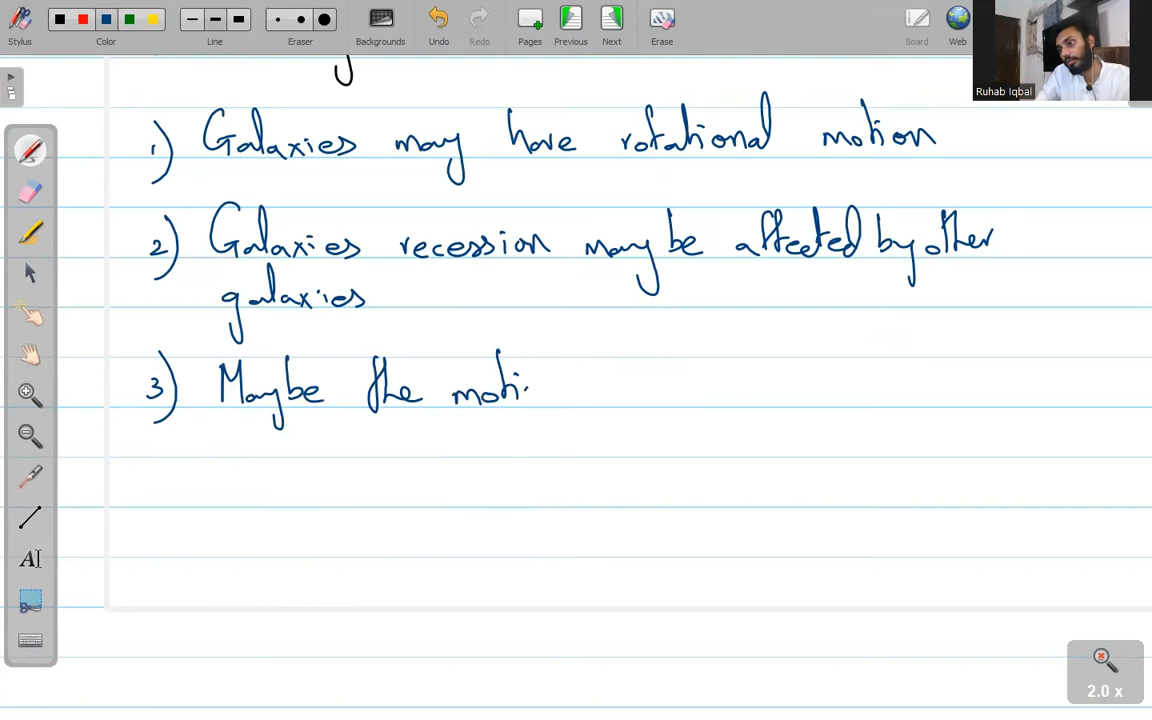 Stylus
Color
Line
Eraser
Backgrounds
Undo
Redo
Pages
Previous
Next
Erase
Board
Web
Ruhab Iqbal
1) Galaxies may have rotational motion
2) Galaxies recession may be affected by other
galaxies
3) Maybe the moti
AI
2.0 x